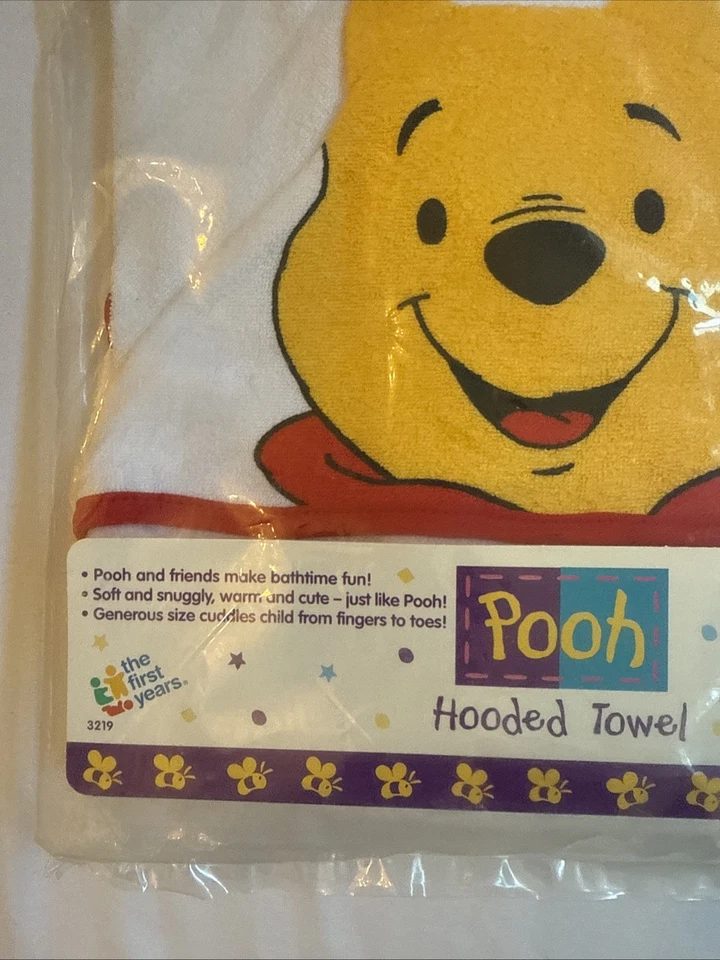 • Pooh and friends make bathtime fun!
• Soft and snuggly, warm and cute – just like Pooh!
• Generous size cuddles child from fingers to toes!
Pooh
Hooded Towel
the
first
years®
3219